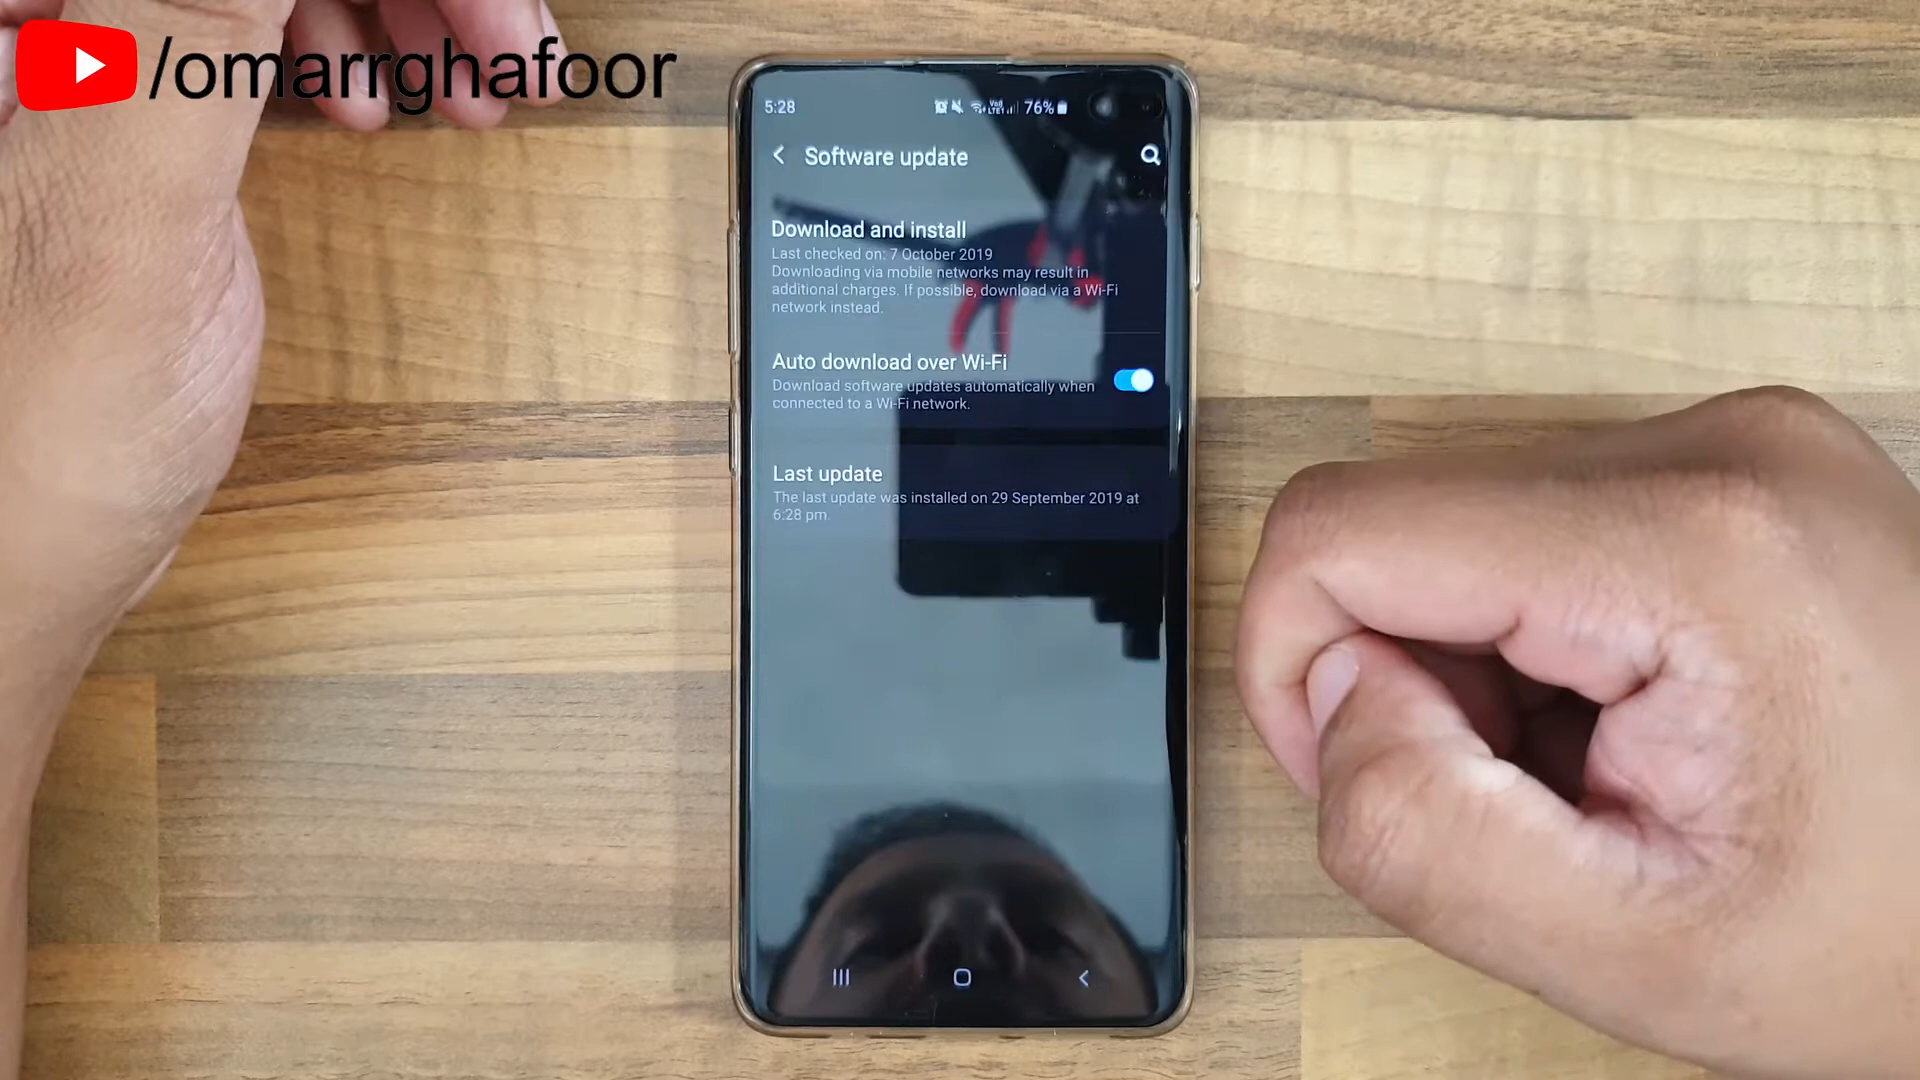 /omarrghafoor
5:28
76%
Software update
Download and install
Last checked on: 7 October 2019
Downloading via mobile networks may result in
additional charges. If possible, download via a Wi-Fi
network instead.
Auto download over Wi-Fi
Download software updates automatically when
connected to a Wi-Fi network.
Last update
The last update was installed on 29 September 2019 at
6:28 pm.